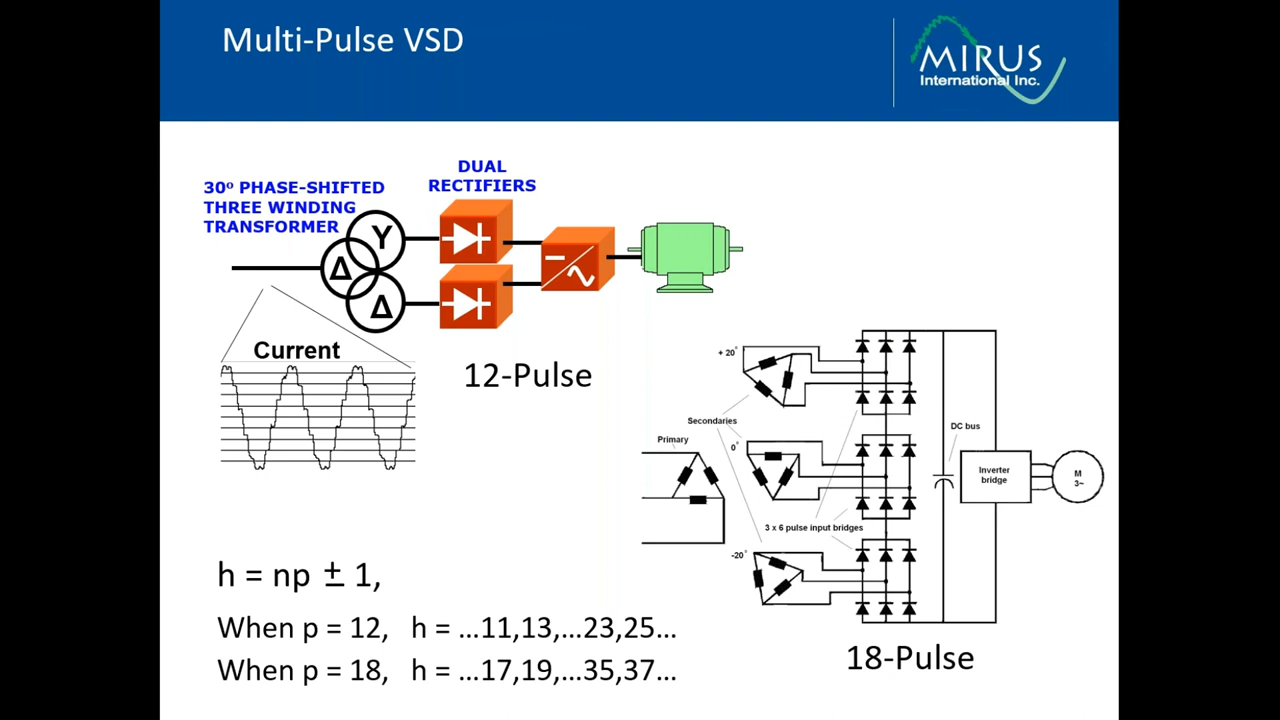 Multi-Pulse VSD
MIRUS
International Inc.
30º PHASE-SHIFTED
THREE WINDING
TRANSFORMER
DUAL
RECTIFIERS
Y
Δ
Δ
Current
12-Pulse
+ 20°
Secondaries
Primary
0°
DC bus
Inverter
bridge
M
3~
3 x 6 pulse input bridges
-20°
18-Pulse
h = np ± 1,
When p = 12, h = …11,13,…23,25…
When p = 18, h = …17,19,…35,37…